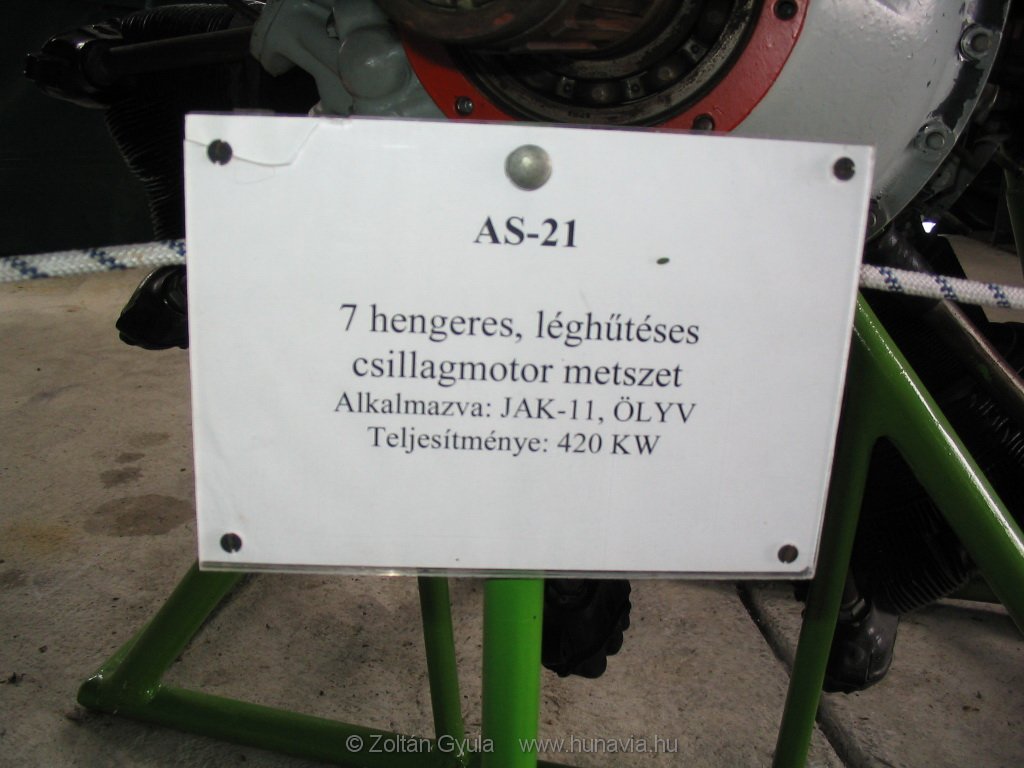 AS-21
7 hengeres, léghűtéses
csillagmotor metszet
Alkalmazva: JAK-11, ÖLYV
Teljesítménye: 420 KW
© Zoltán Gyula www.hunavia.hu